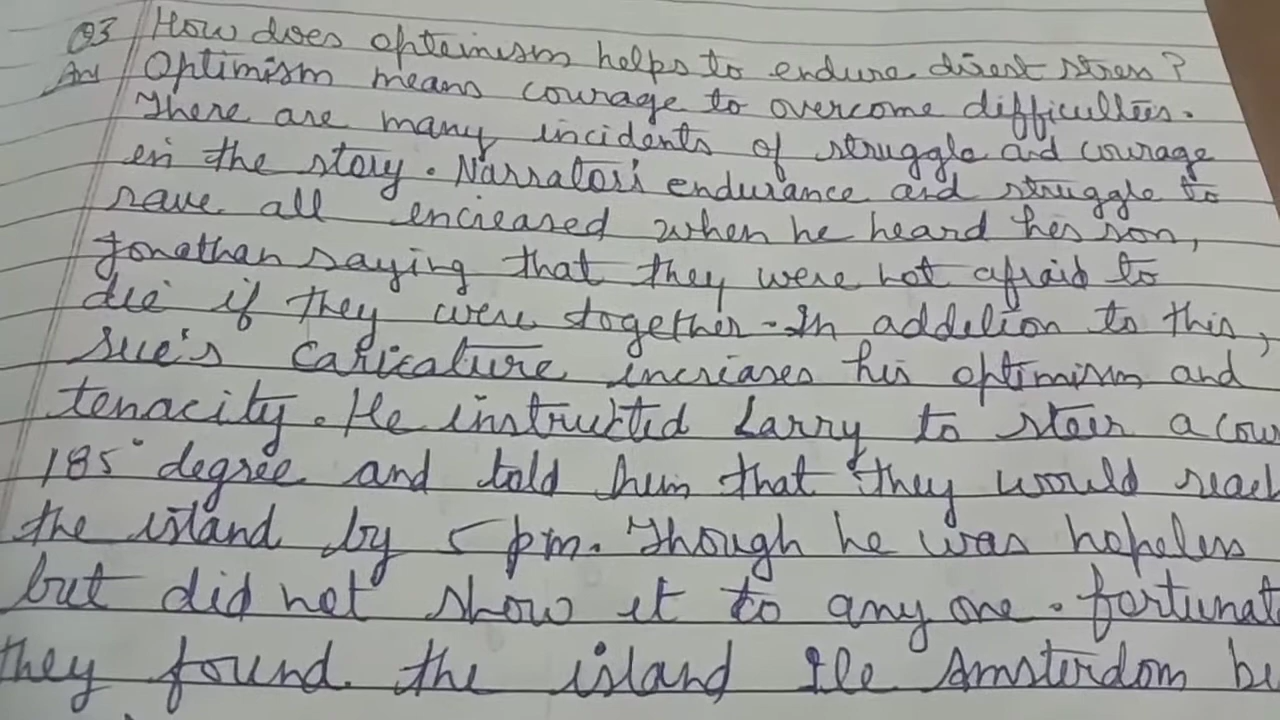 Q3 How does opteinism helps to endure direct stress?
Ans Optimism means courage to overcome difficulties.
There are many incidents of struggle and courage
in the story. Narrator's endurance and struggle to
save all encreased when he heard his son,
Jonathan saying that they were not afraid to
die if they were together. In addition to this,
Sue's caricature increases his optimism and
tenacity. He instructed Larry to steer a cour
185° degree and told him that they would reach
the island by 5 pm. Though he was hopeless
but did not show it to any one. fortunat
they found the island Ile Amsterdom be